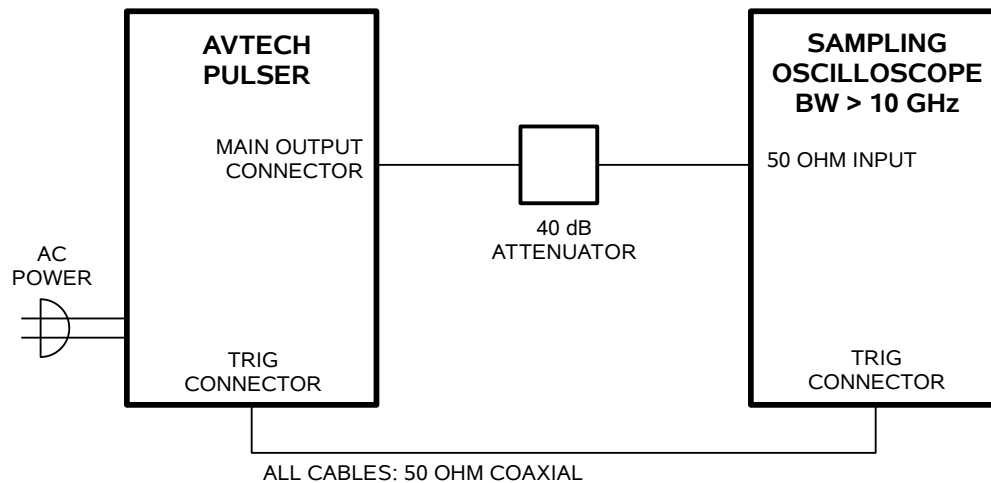 AVTECH
PULSER
SAMPLING
OSCILLOSCOPE
BW > 10 GHz
MAIN OUTPUT
CONNECTOR
50 OHM INPUT
40 dB
ATTENUATOR
AC
POWER
TRIG
CONNECTOR
TRIG
CONNECTOR
ALL CABLES: 50 OHM COAXIAL